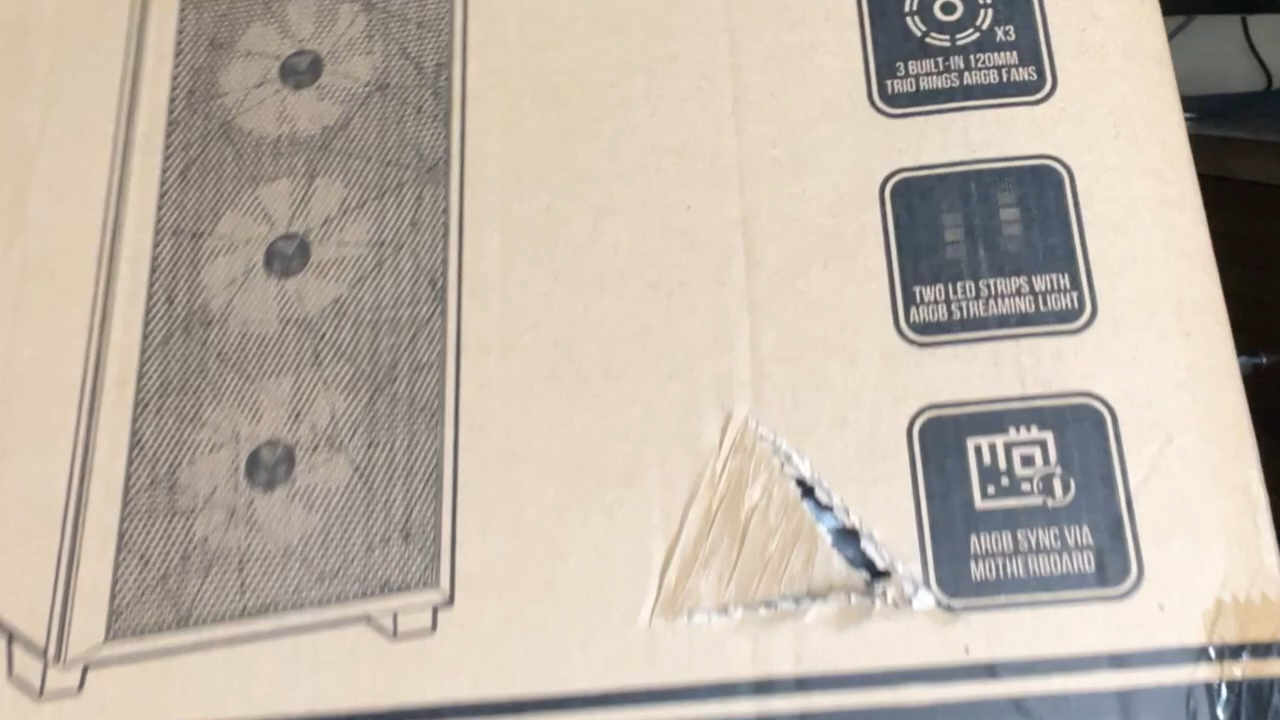 X3
3 BUILT-IN 120MM
TRIO RINGS ARGB FANS
TWO LED STRIPS WITH
ARGB STREAMING LIGHT
ARGB SYNC VIA
MOTHERBOARD